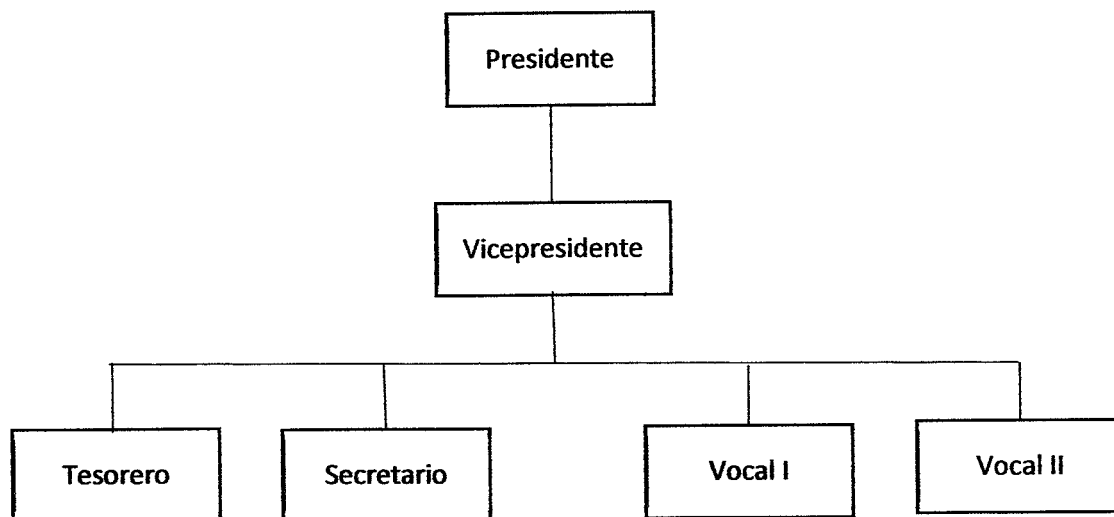 Presidente
Vicepresidente
Tesorero
Secretario
Vocal I
Vocal II